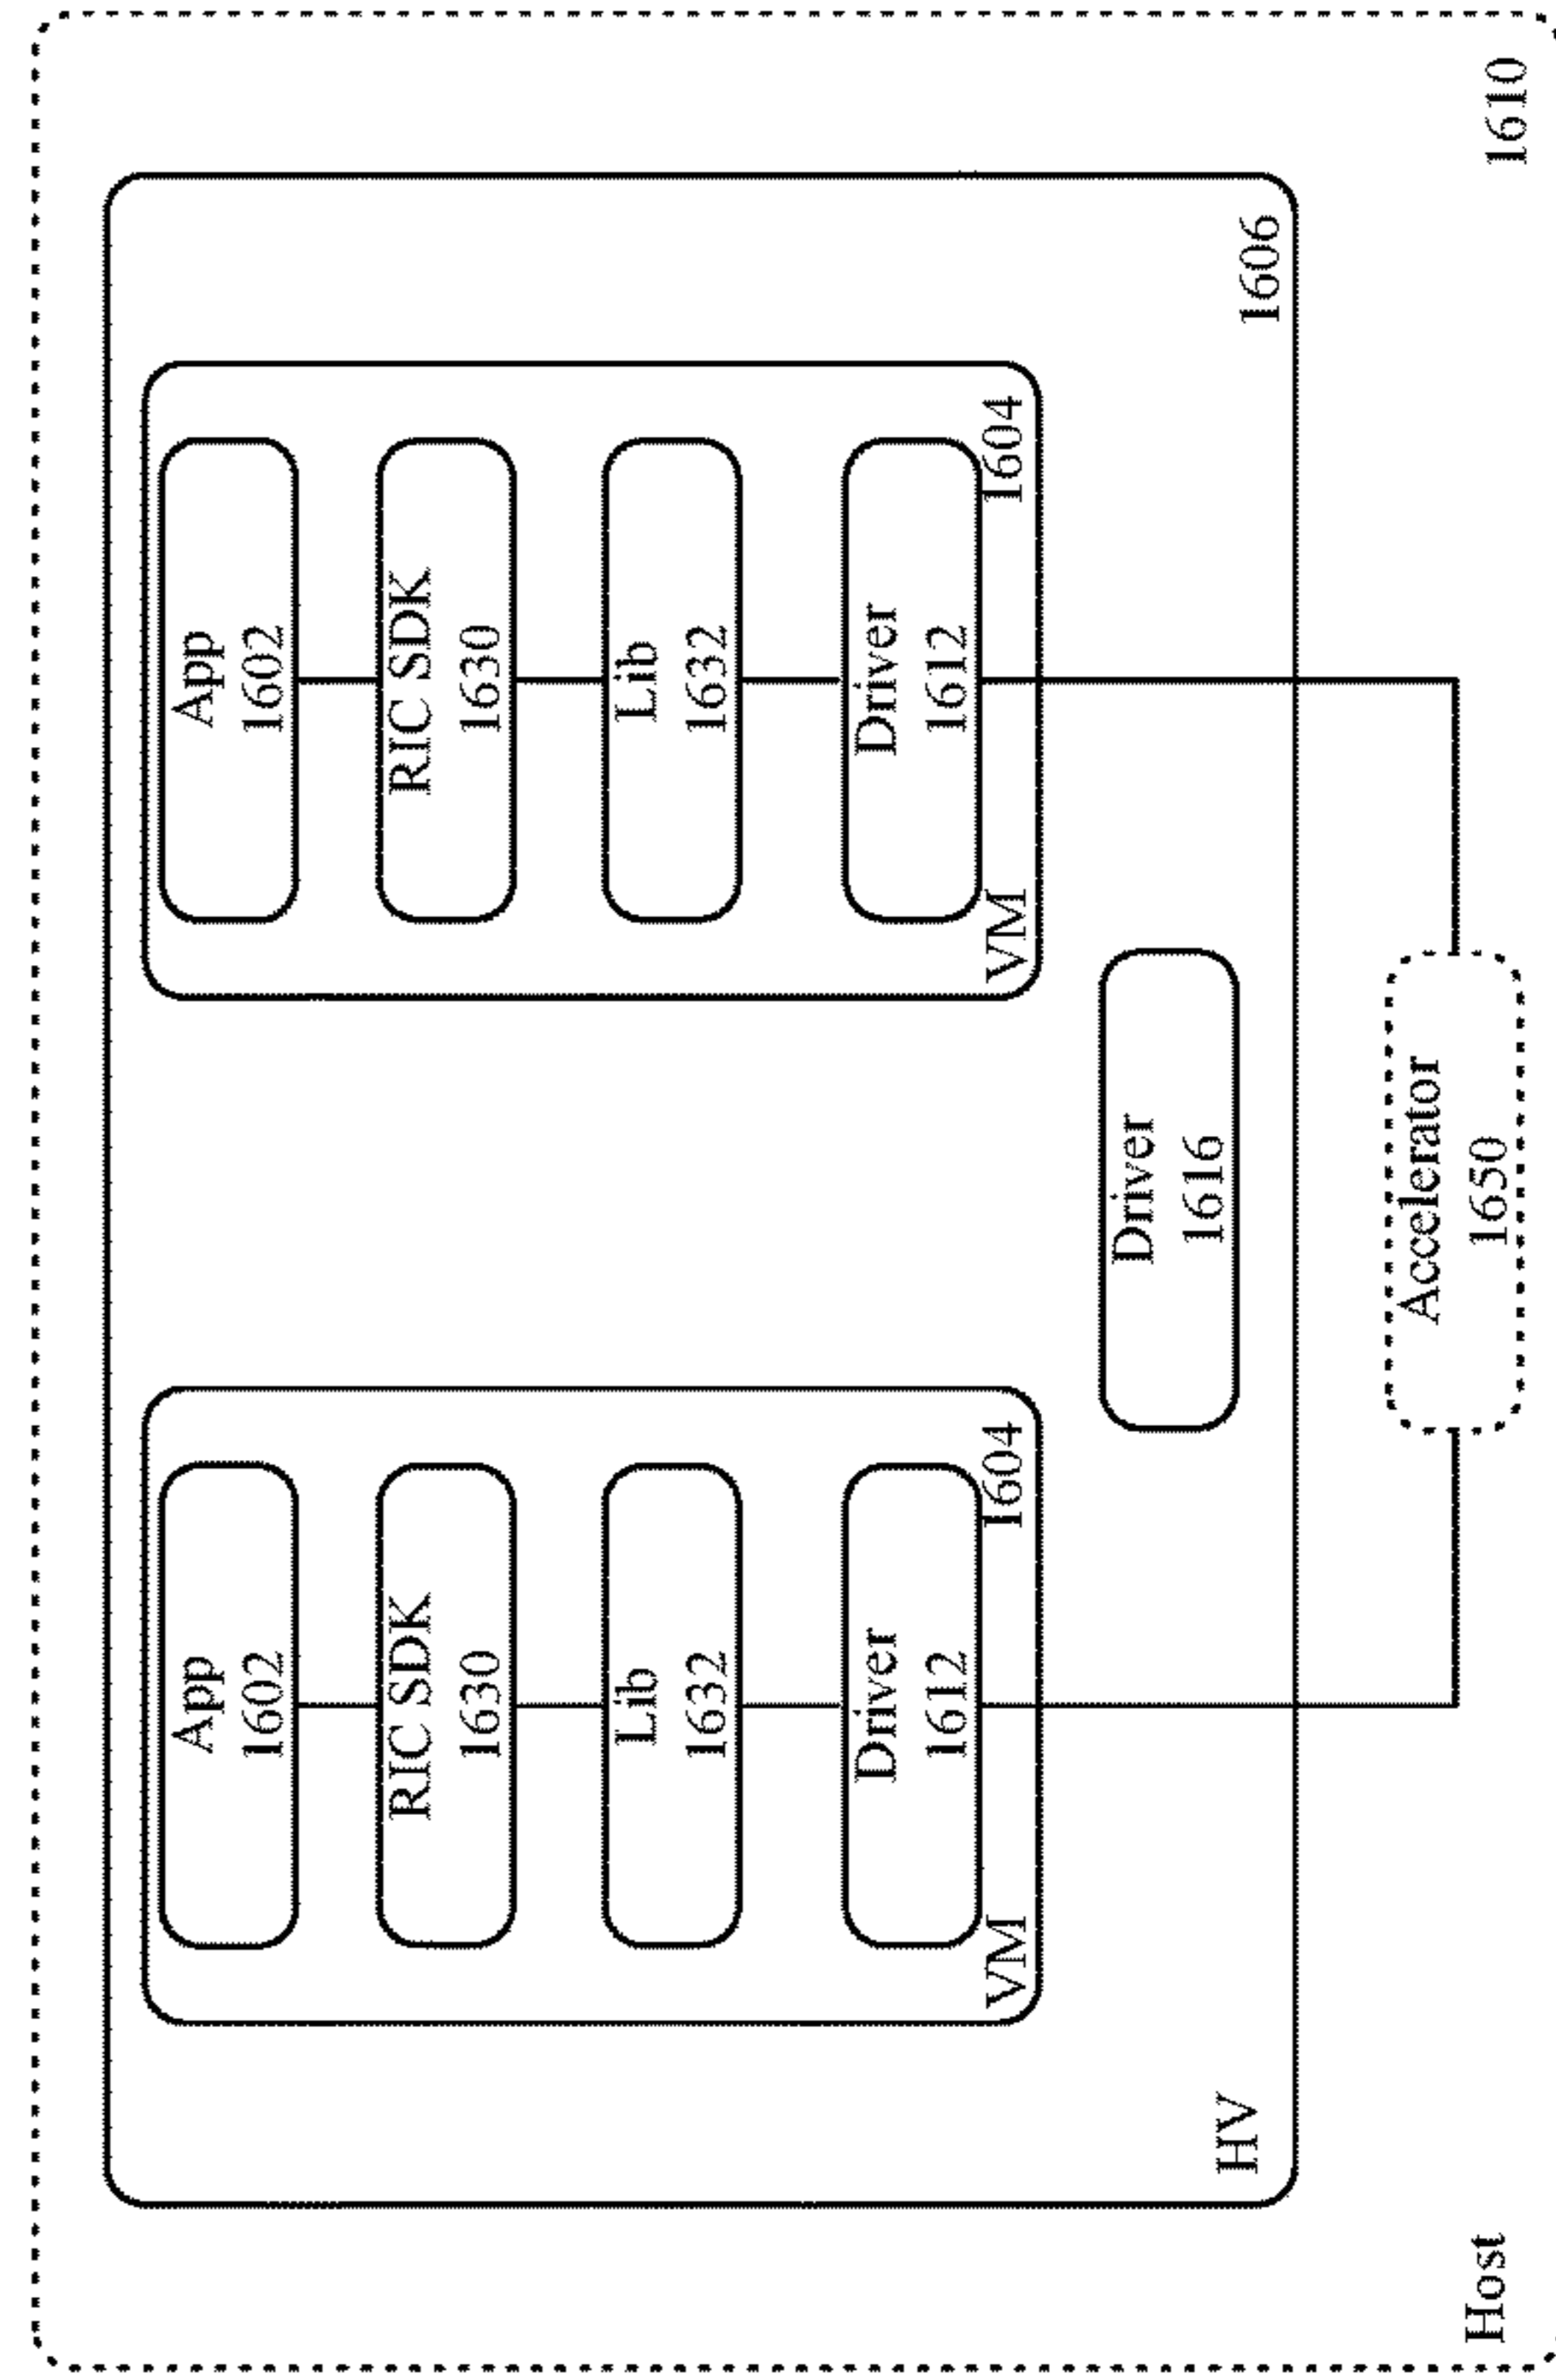 App
1602
RIC SDK
1630
Lib
1632
Driver
1612
VM
1604
App
1602
RIC SDK
1630
Lib
1632
Driver
1612
VM
1604
Driver
1616
HV
1606
Accelerator
1650
Host
1610